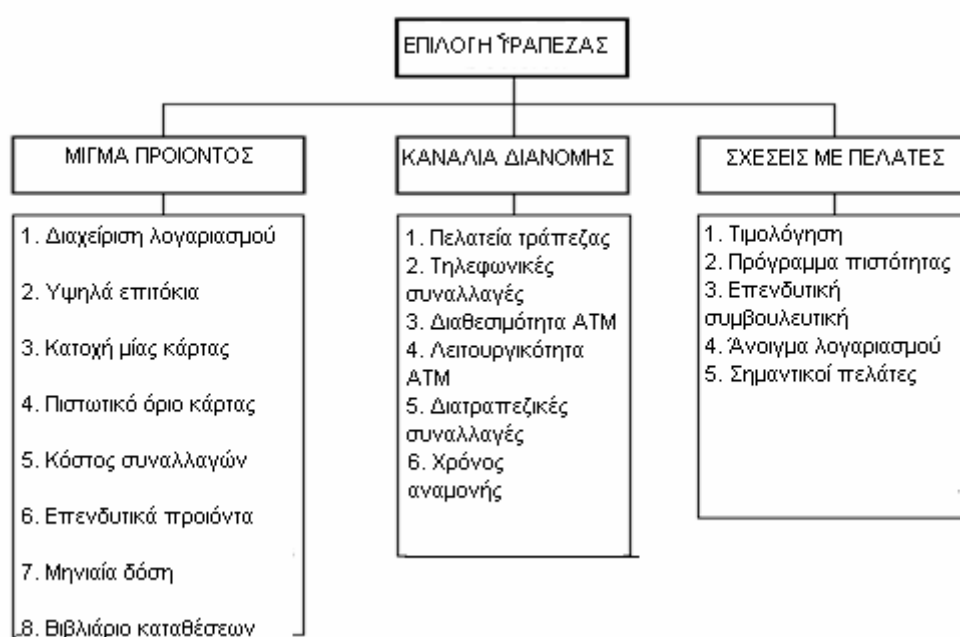 ΕΠΙΛΟΓΗ ΤΡΑΠΕΖΑΣ
ΜΙΓΜΑ ΠΡΟΙΟΝΤΟΣ
1. Διαχείριση λογαριασμού
2. Υψηλά επιτόκια
3. Κατοχή μίας κάρτας
4. Πιστωτικό όριο κάρτας
5. Κόστος συναλλαγών
6. Επενδυτικά προιόντα
7. Μηνιαία δόση
8. Βιβλιάριο καταθέσεων
ΚΑΝΑΛΙΑ ΔΙΑΝΟΜΗΣ
1. Πελατεία τράπεζας
2. Τηλεφωνικές
συναλλαγές
3. Διαθεσιμότητα ΑΤΜ
4. Λειτουργικότητα
ΑΤΜ
5. Διατραπεζικές
συναλλαγές
6. Χρόνος
αναμονής
ΣΧΕΣΕΙΣ ΜΕ ΠΕΛΑΤΕΣ
1. Τιμολόγηση
2. Πρόγραμμα πιστότητας
3. Επενδυτική
συμβουλευτική
4. Άνοιγμα λογαριασμού
5. Σημαντικοί πελάτες